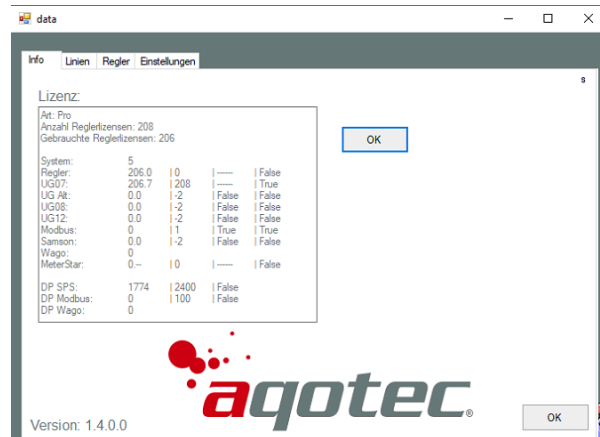 data
Info Linien Regler Einstellungen
s
Lizenz:
Art: Pro
Anzahl Reglerlizensen: 208
Gebrauchte Reglerlizensen: 206
System: 5
Regler: 206.0 | 0 | ----- | False
UG07: 206.7 | 208 | ----- | True
UG Alt: 0.0 | -2 | False | False
UG08: 0.0 | -2 | False | False
UG12: 0.0 | -2 | False | False
Modbus: 0 | 1 | True | True
Samson: 0.0 | -2 | False | False
Wago: 0
MeterStar: 0.-- | 0 | ----- | False
DP SPS: 1774 | 2400 | False
DP Modbus: 0 | 100 | False
DP Wago: 0
OK
aqotec®
Version: 1.4.0.0
OK